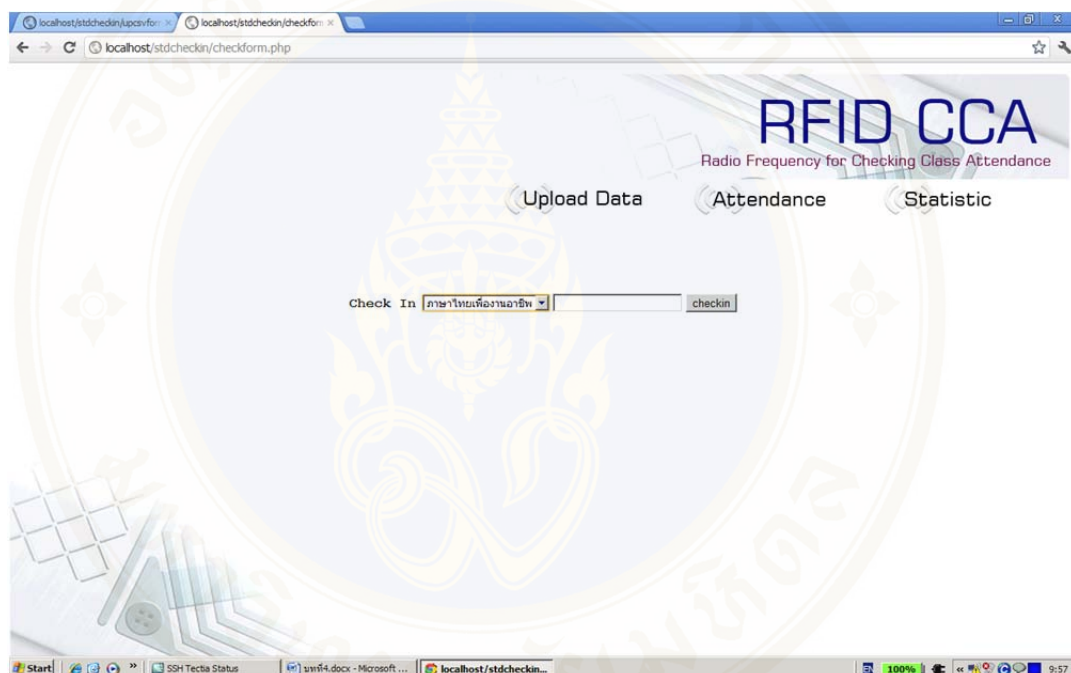 localhost/stdcheckin/upcsvfor
localhost/stdcheckin/checkfor
localhost/stdcheckin/checkform.php
RFID CCA
Radio Frequency for Checking Class Attendance
Upload Data Attendance Statistic
Check In ภาษาไทยเพื่องานอาชีพ checkin
Start SSH Tectia Status บทที่4.docx - Microsoft ... localhost/stdcheckin... EN 100% 9:57